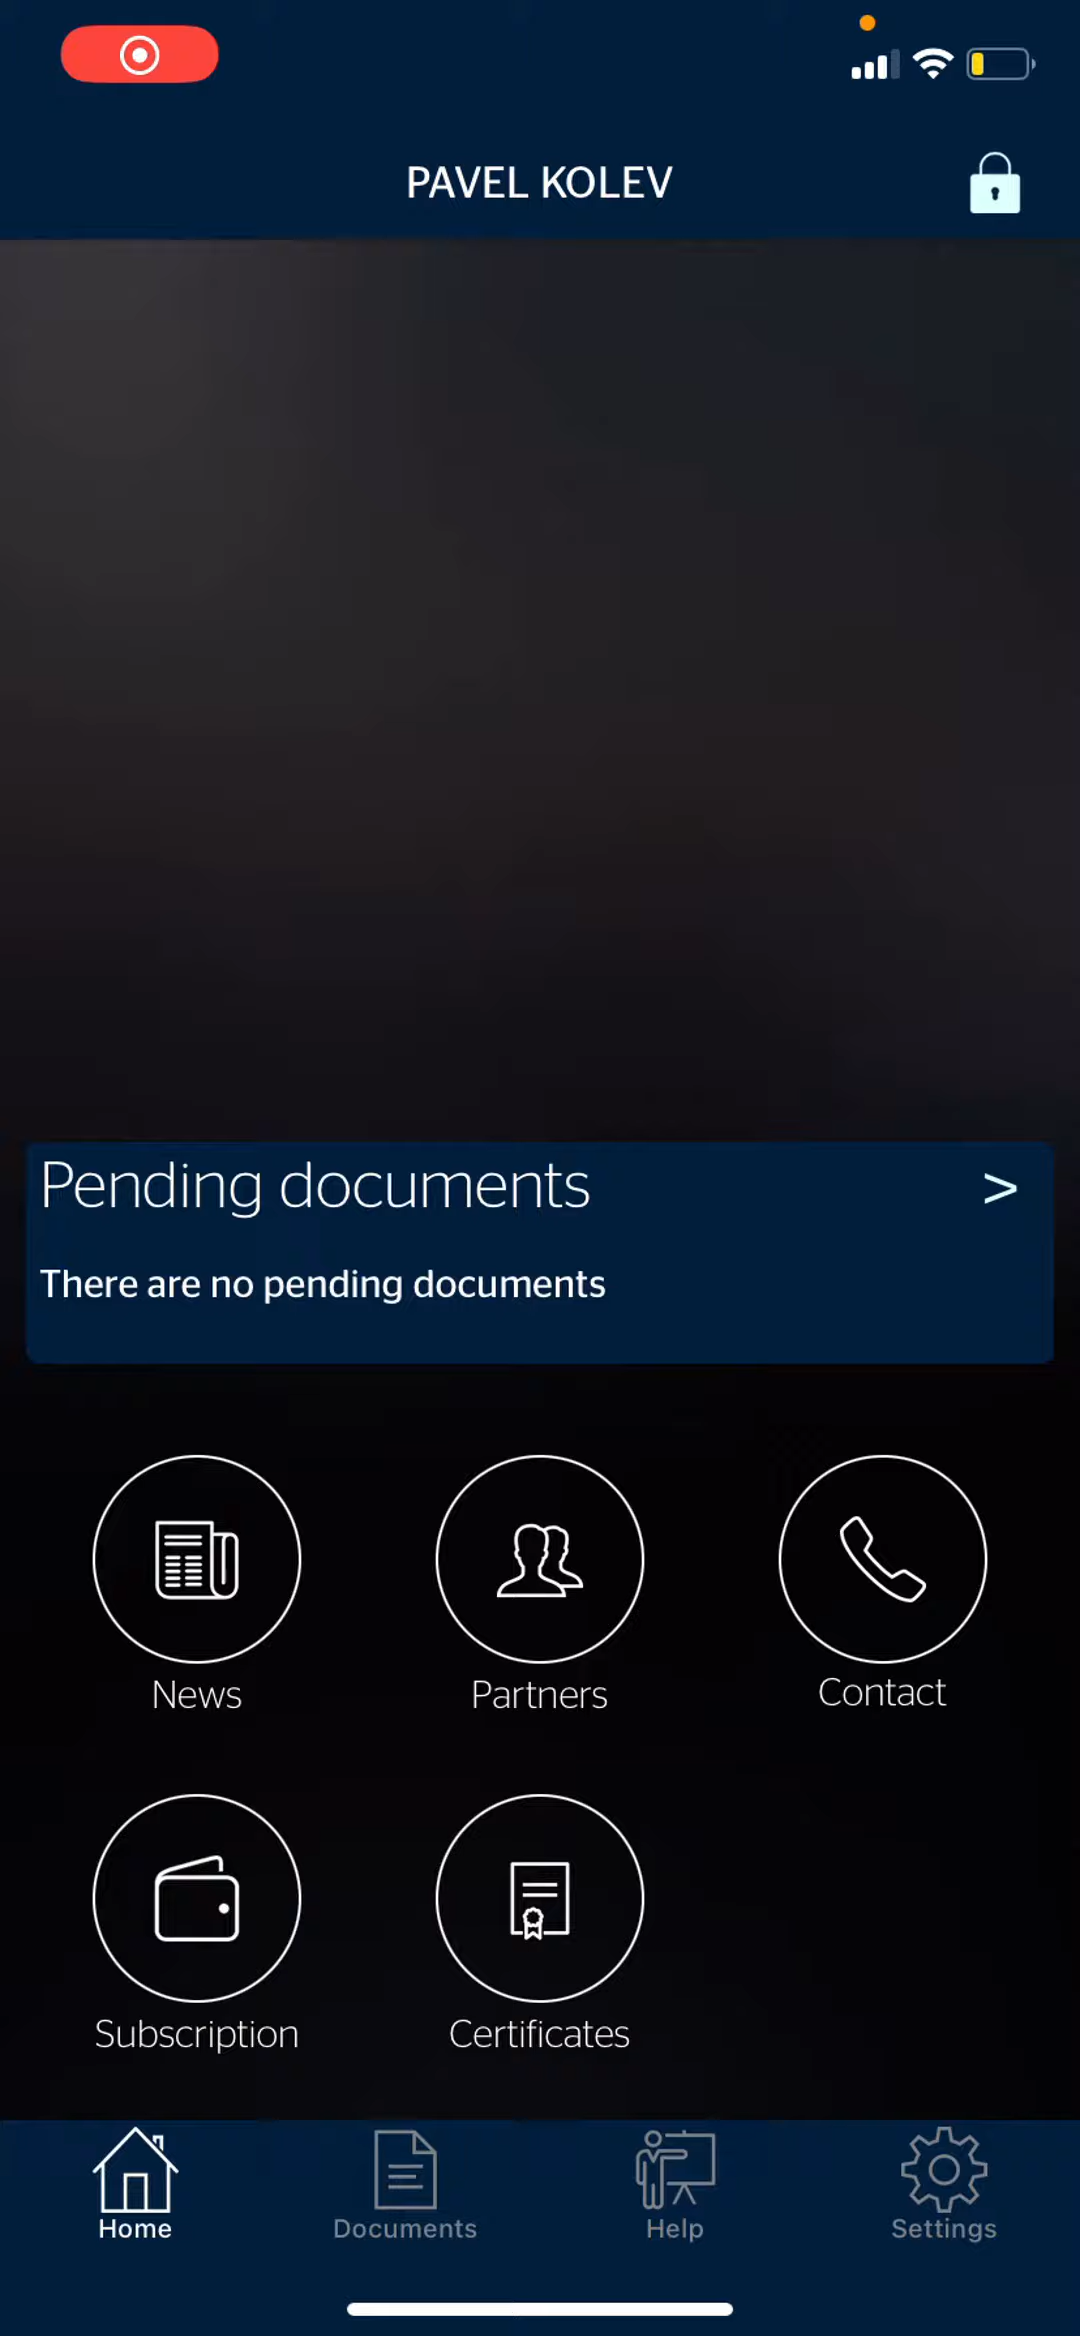 PAVEL KOLEV
Pending documents >
There are no pending documents
News Partners Contact
Subscription Certificates
Home Documents Help Settings